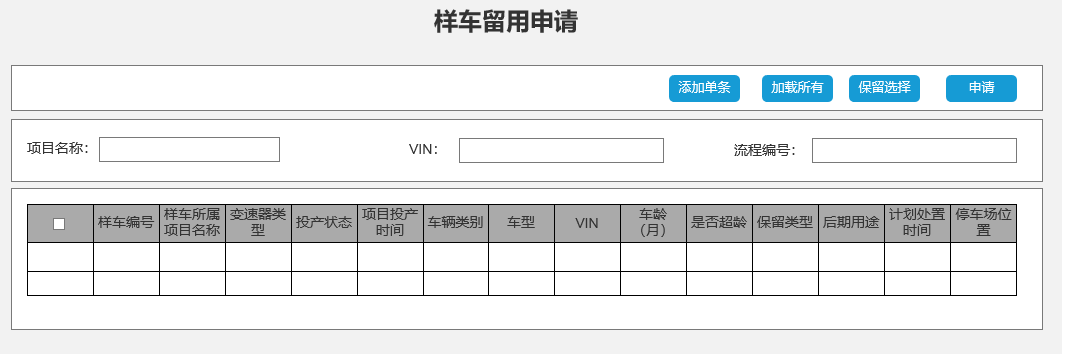 样车留用申请
添加单条 加载所有 保留选择 申请
项目名称： VIN： 流程编号：
样车编号 样车所属项目名称 变速器类型 投产状态 项目投产时间 车辆类别 车型 VIN 车龄（月） 是否超龄 保留类型 后期用途 计划处置时间 停车场位置